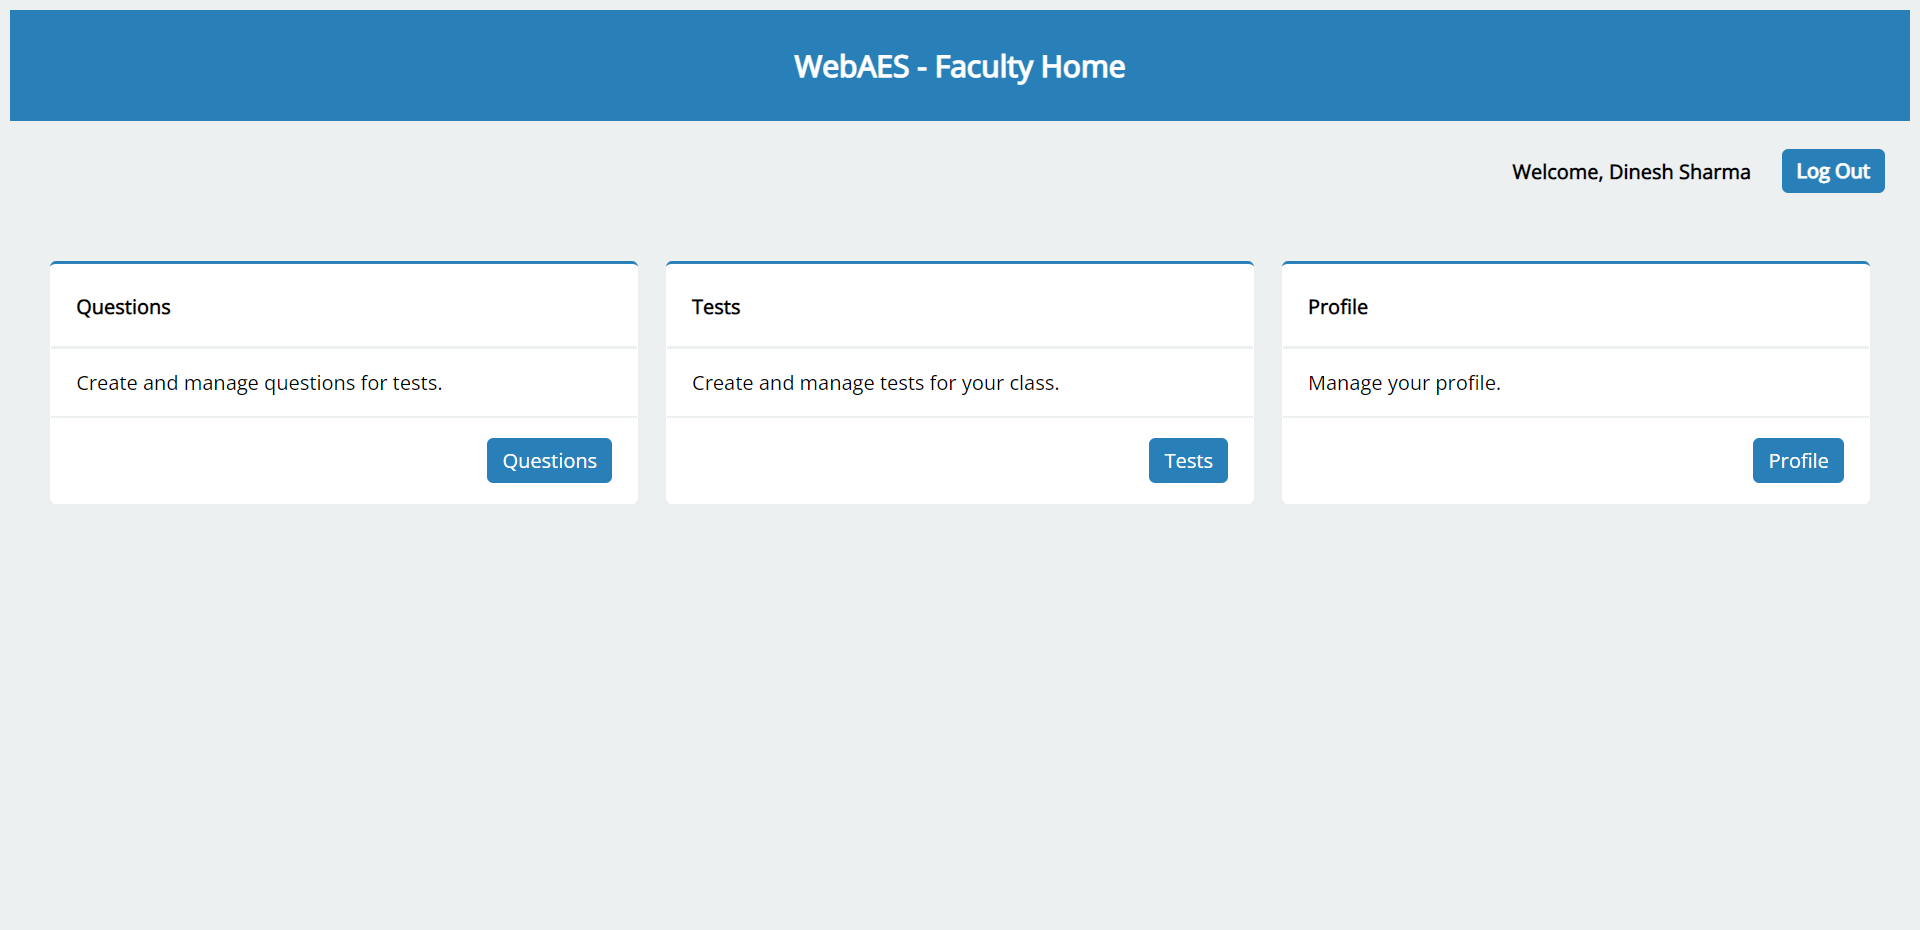 WebAES - Faculty Home
Welcome, Dinesh Sharma
Log Out
Questions
Create and manage questions for tests.
Questions
Tests
Create and manage tests for your class.
Tests
Profile
Manage your profile.
Profile